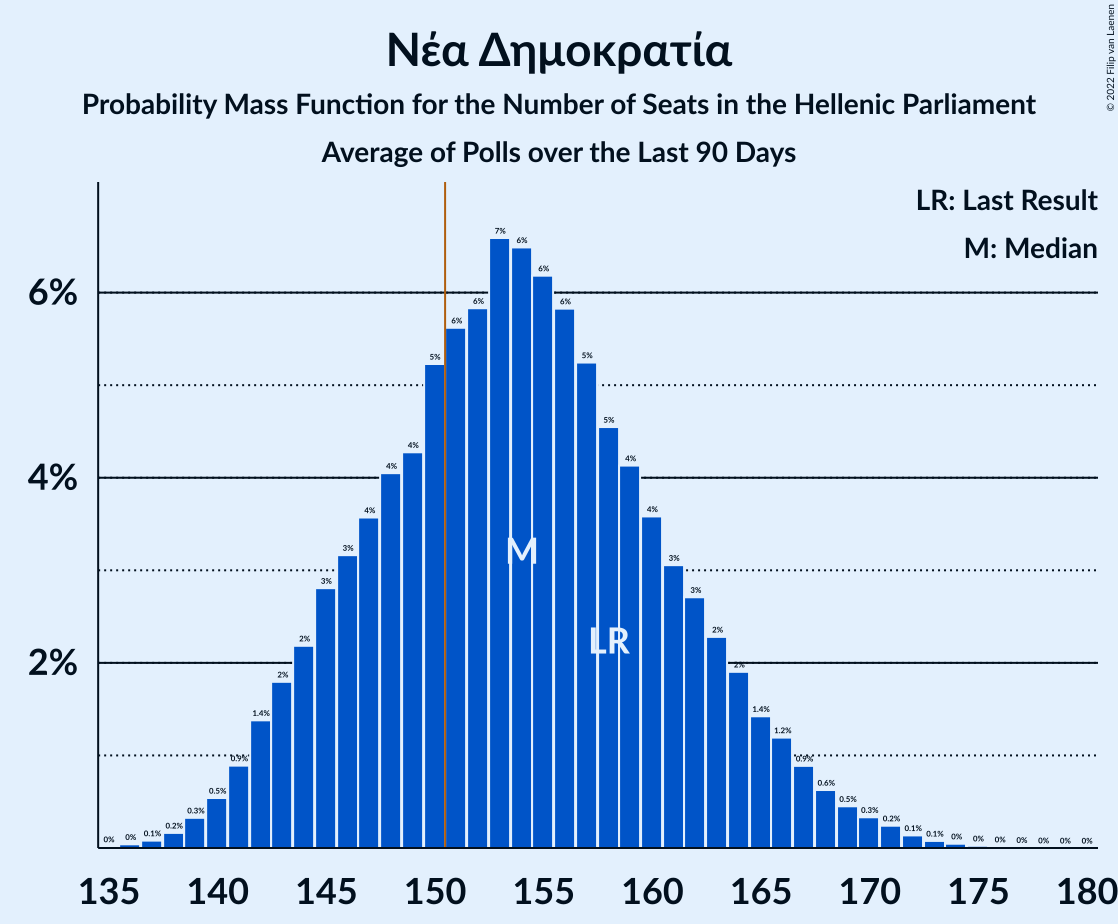 Νέα Δημοκρατία
Probability Mass Function for the Number of Seats in the Hellenic Parliament
Average of Polls over the Last 90 Days
© 2022 Filip van Laenen
LR: Last Result
M: Median
6%
4%
2%
0% 0% 0.1% 0.2% 0.3% 0.5% 0.9% 1.4% 2% 2% 3% 3% 4% 4% 4% 5% 6% 6% 7% 6% 6% 6% 5% 5% 4% 4% 3% 3% 2% 2% 1.4% 1.2% 0.9% 0.6% 0.5% 0.3% 0.2% 0.1% 0.1% 0% 0% 0% 0% 0% 0% 0%
M
LR
135 140 145 150 155 160 165 170 175 180